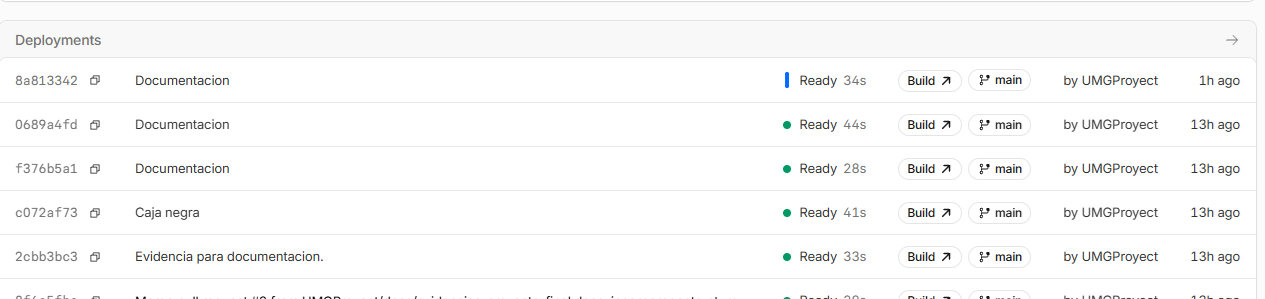 Deployments
8a813342 Documentacion Ready 34s Build main by UMGProyect 1h ago
0689a4fd Documentacion Ready 44s Build main by UMGProyect 13h ago
f376b5a1 Documentacion Ready 28s Build main by UMGProyect 13h ago
c072af73 Caja negra Ready 41s Build main by UMGProyect 13h ago
2cbb3bc3 Evidencia para documentacion. Ready 33s Build main by UMGProyect 13h ago